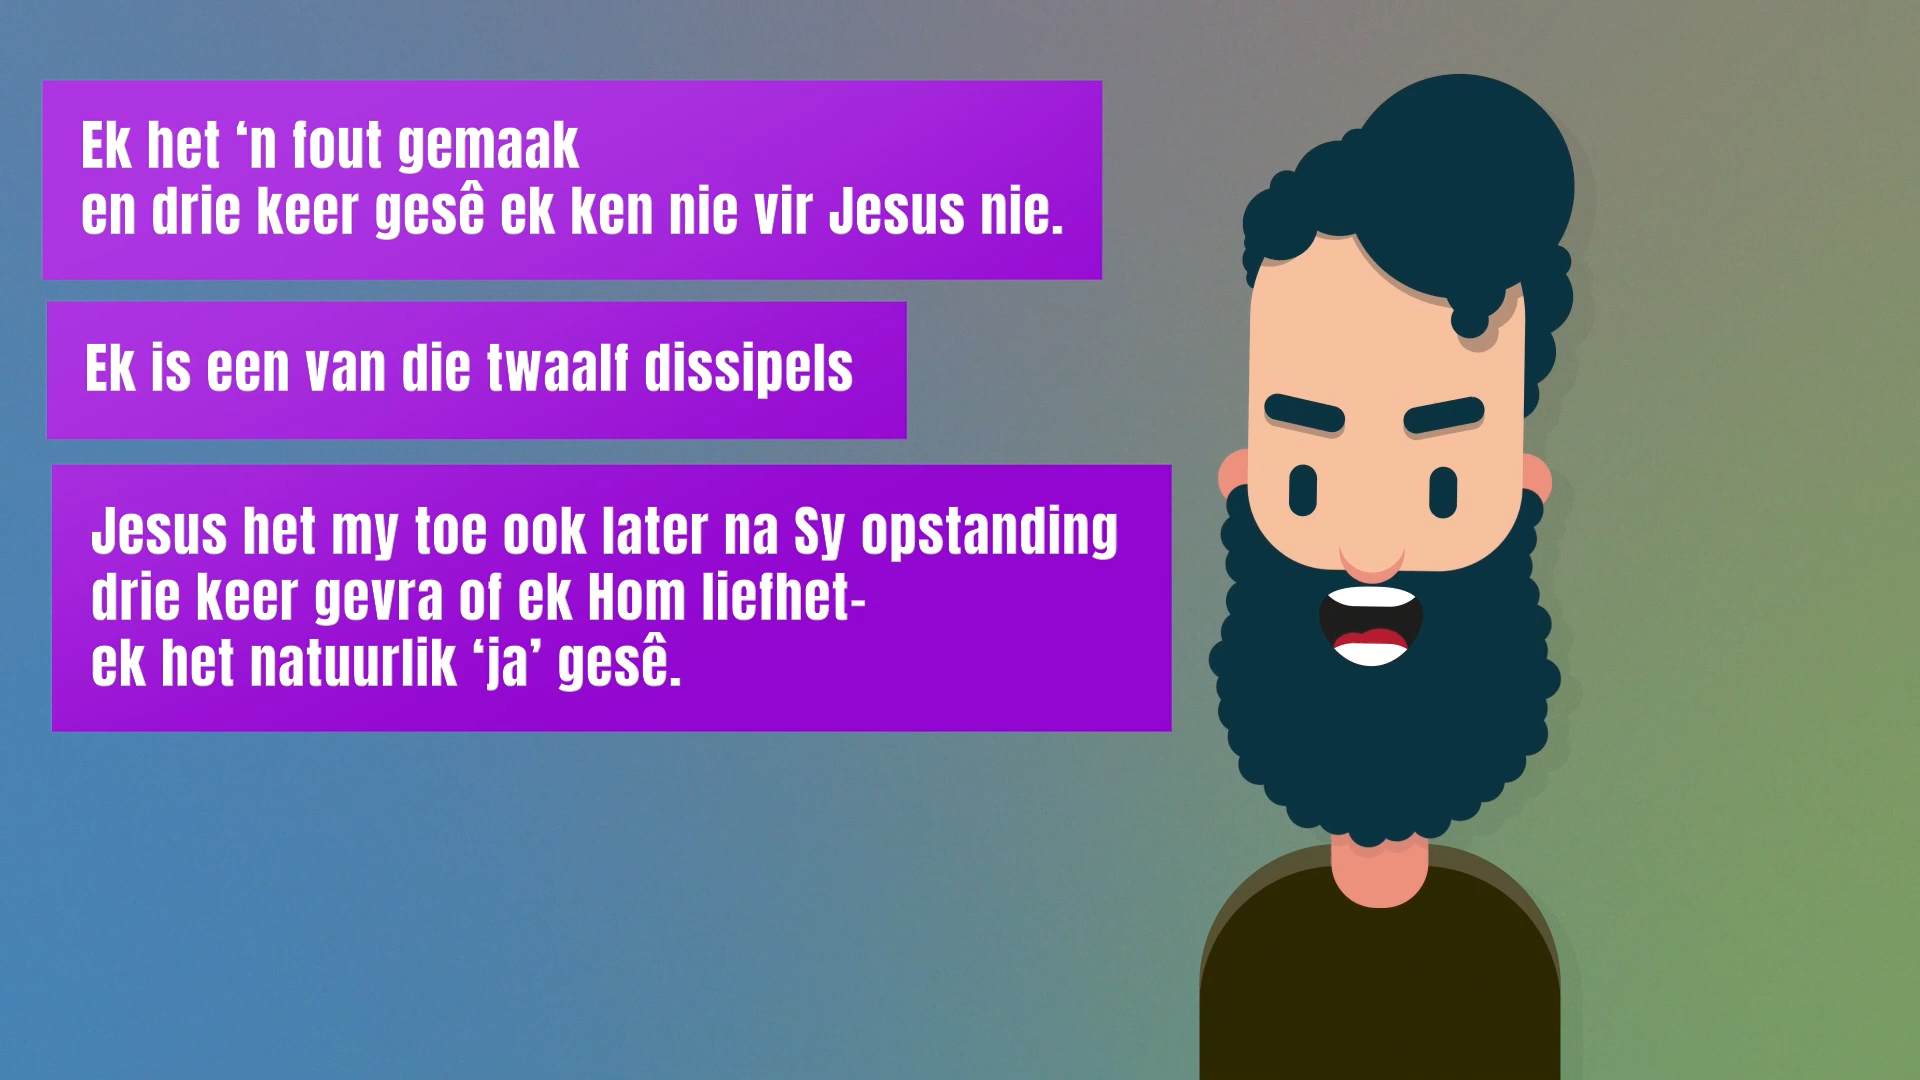 Ek het ‘n fout gemaak
en drie keer gesê ek ken nie vir Jesus nie.
Ek is een van die twaalf dissipels
Jesus het my toe ook later na Sy opstanding
drie keer gevra of ek Hom liefhet-
ek het natuurlik ‘ja’ gesê.